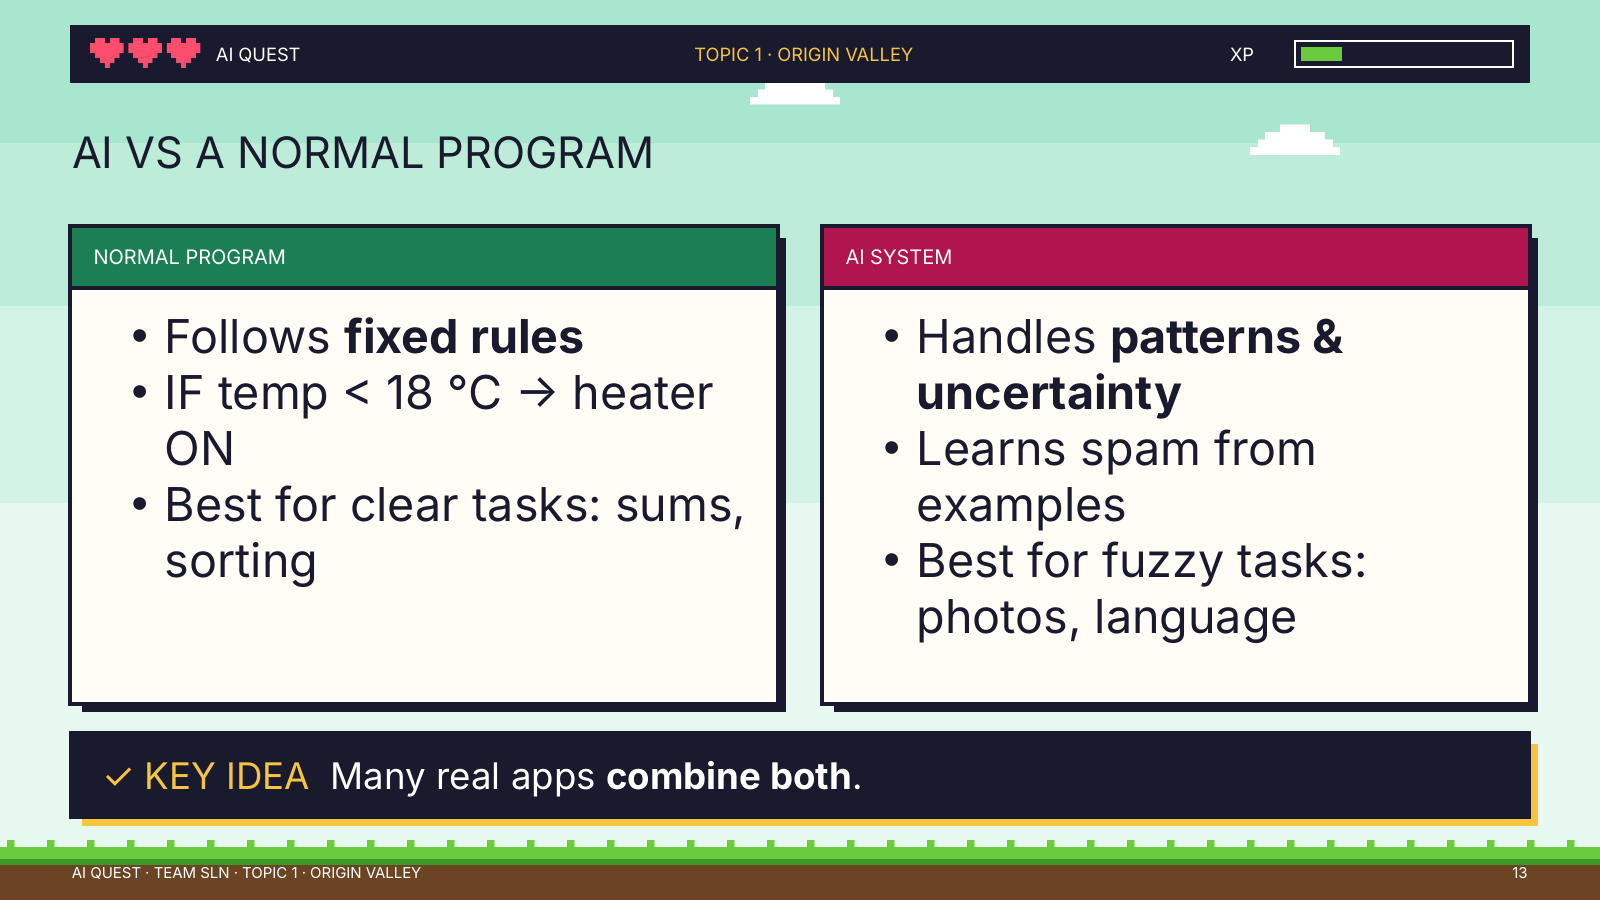 AI QUEST
TOPIC 1 · ORIGIN VALLEY
XP
AI VS A NORMAL PROGRAM
NORMAL PROGRAM
• Follows fixed rules
• IF temp < 18 °C → heater
ON
• Best for clear tasks: sums,
sorting
AI SYSTEM
• Handles patterns &
uncertainty
• Learns spam from
examples
• Best for fuzzy tasks:
photos, language
✓ KEY IDEA Many real apps combine both.
AI QUEST · TEAM SLN · TOPIC 1 · ORIGIN VALLEY
13